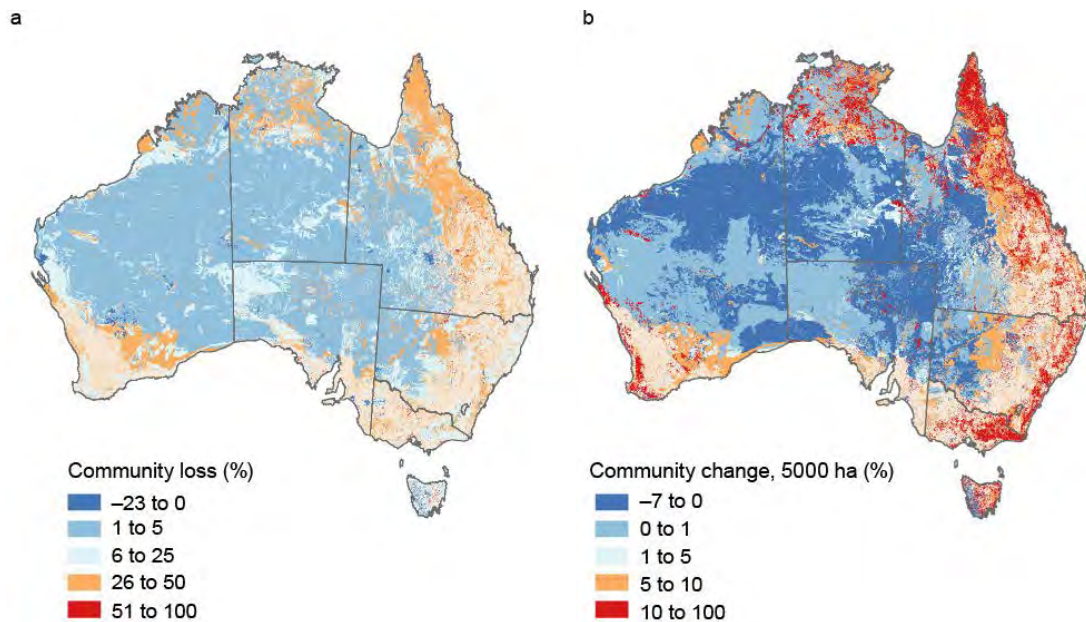 a
b
Community loss (%)
–23 to 0
1 to 5
6 to 25
26 to 50
51 to 100
Community change, 5000 ha (%)
–7 to 0
0 to 1
1 to 5
5 to 10
10 to 100